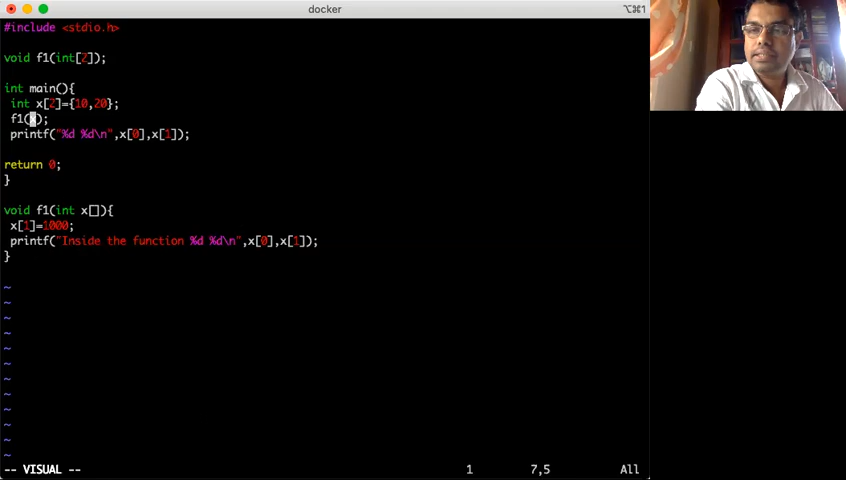 docker
⌥⌘1
#include <stdio.h>
void f1(int[2]);
int main(){
int x[2]={10,20};
f1(x);
printf("%d %d\n",x[0],x[1]);
return 0;
}
void f1(int x[]){
x[1]=1000;
printf("Inside the function %d %d\n",x[0],x[1]);
}
~
~
~
~
~
~
~
~
~
~
~
~
-- VISUAL -- 1 7,5 All